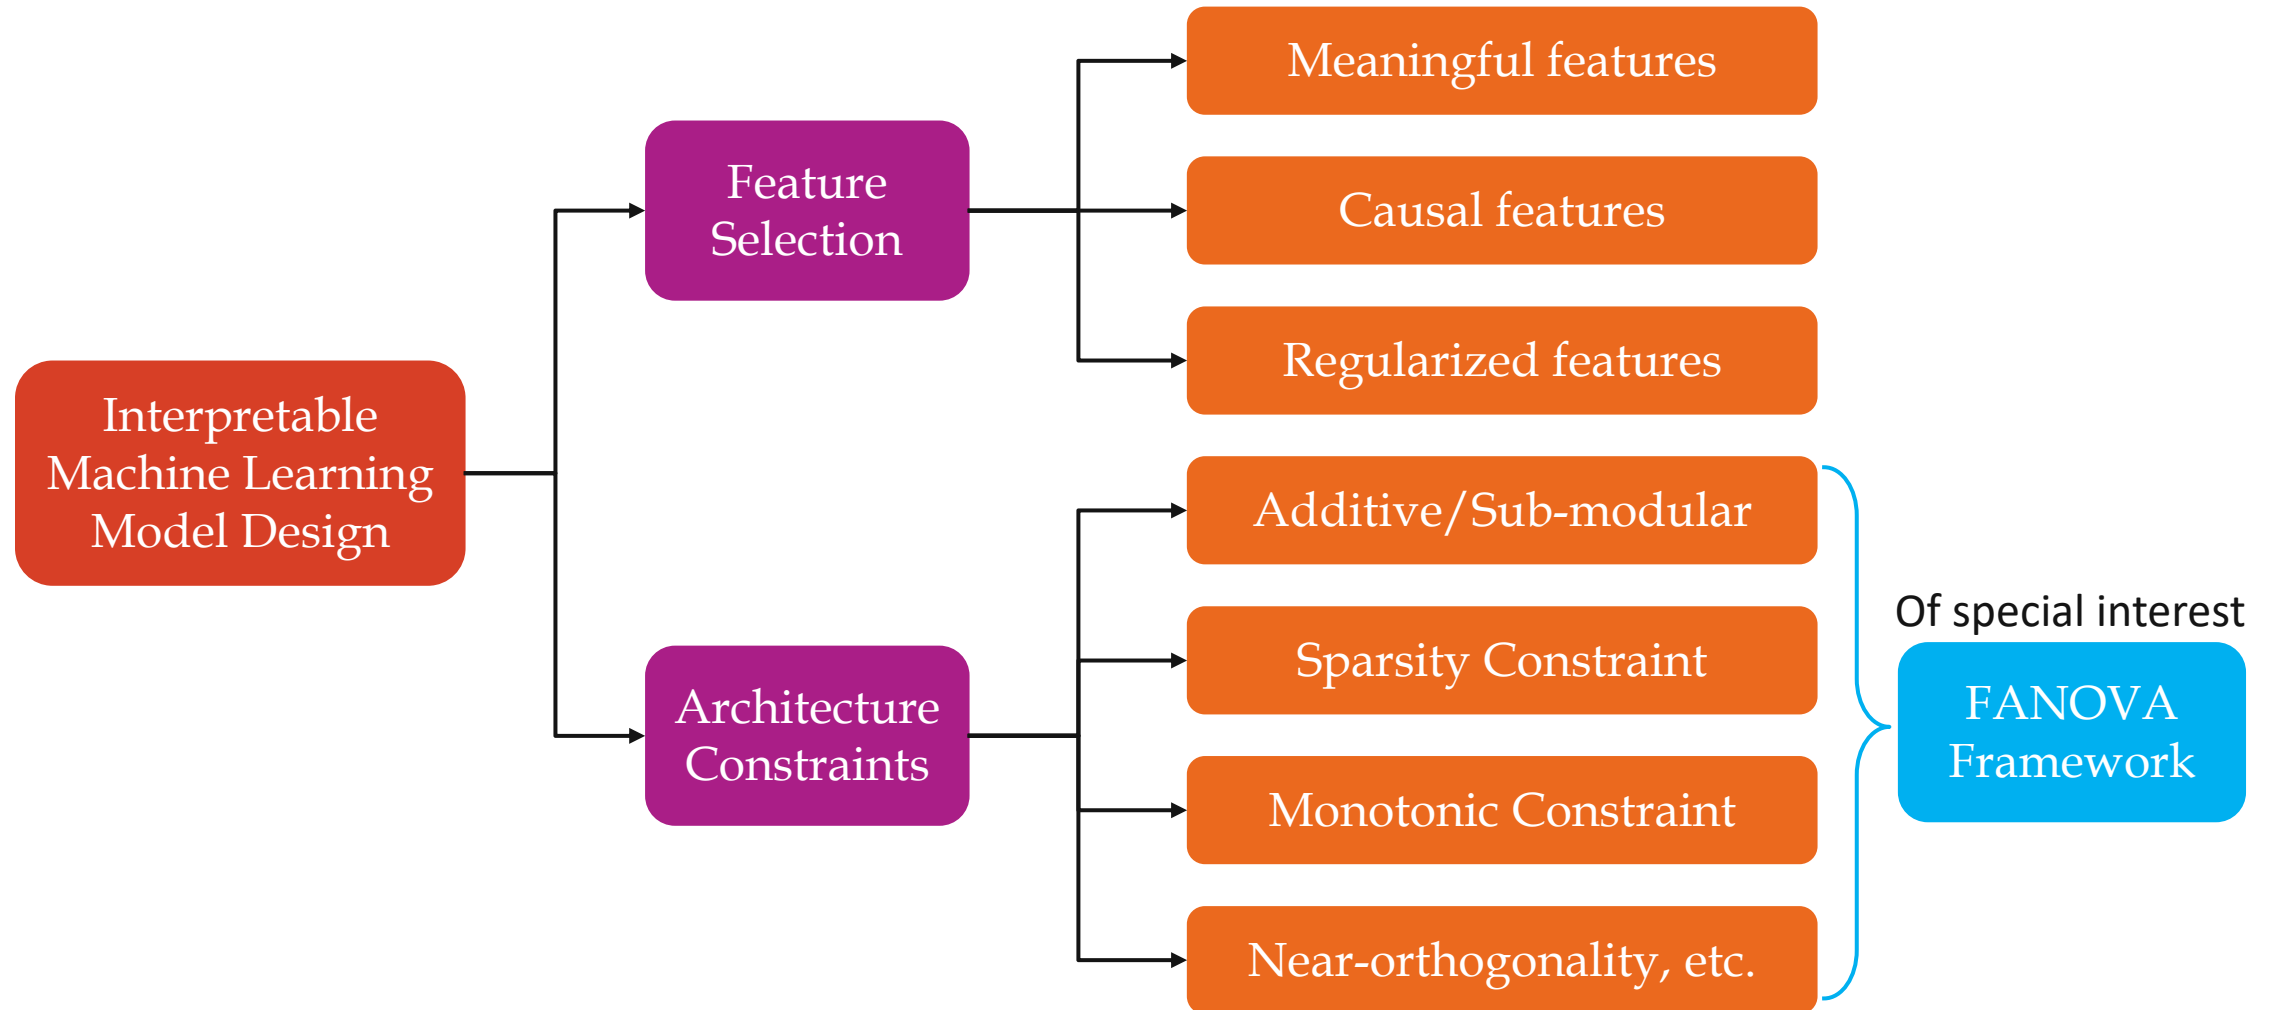 Meaningful features
Feature
Selection
Causal features
Regularized features
Interpretable
Machine Learning
Model Design
Additive/Sub-modular
Architecture
Constraints
Sparsity Constraint
Monotonic Constraint
Near-orthogonality, etc.
Of special interest
FANOVA
Framework